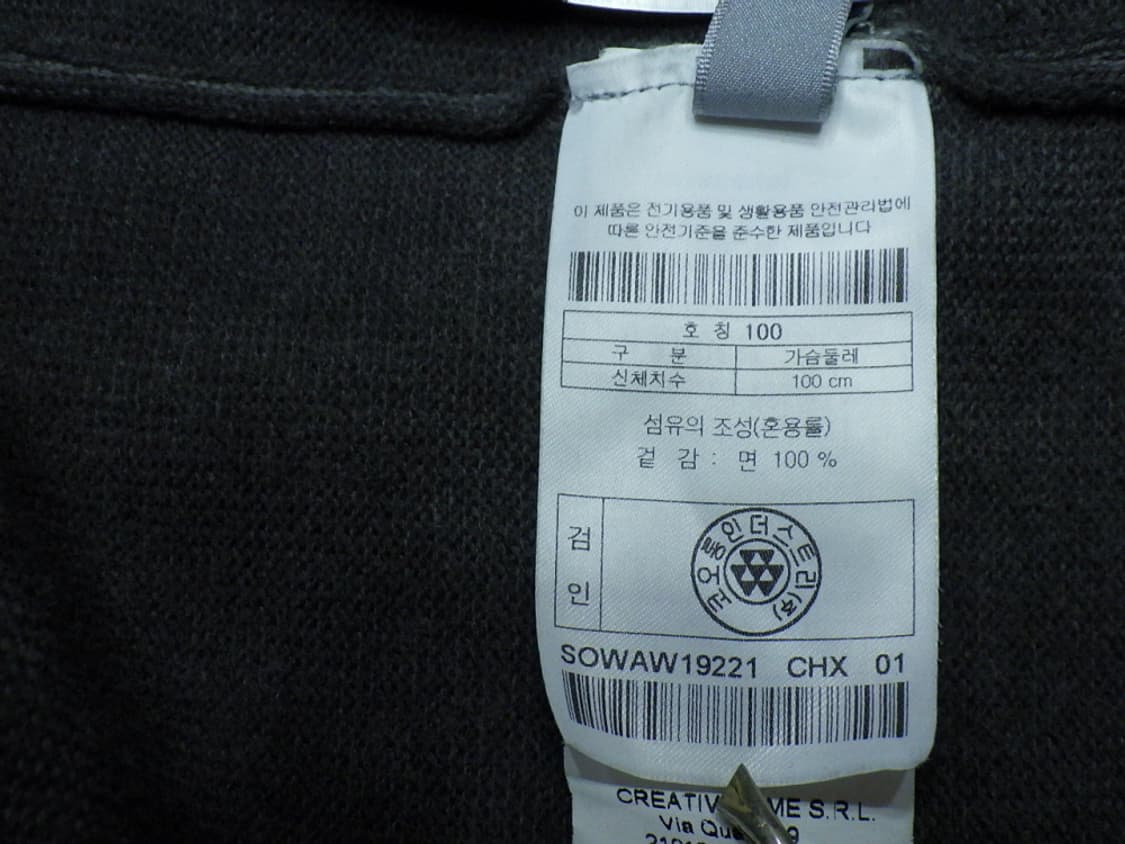 이 제품은 전기용품 및 생활용품 안전관리법에
따른 안전기준을 준수한 제품입니다
호 칭 100
구 분 가슴둘레
신체치수 100 cm
섬유의 조성(혼용률)
겉 감 : 면 100 %
검
인
코오롱인더스트리(주)
SOWAW19221 CHX 01
S.R.L.
Via